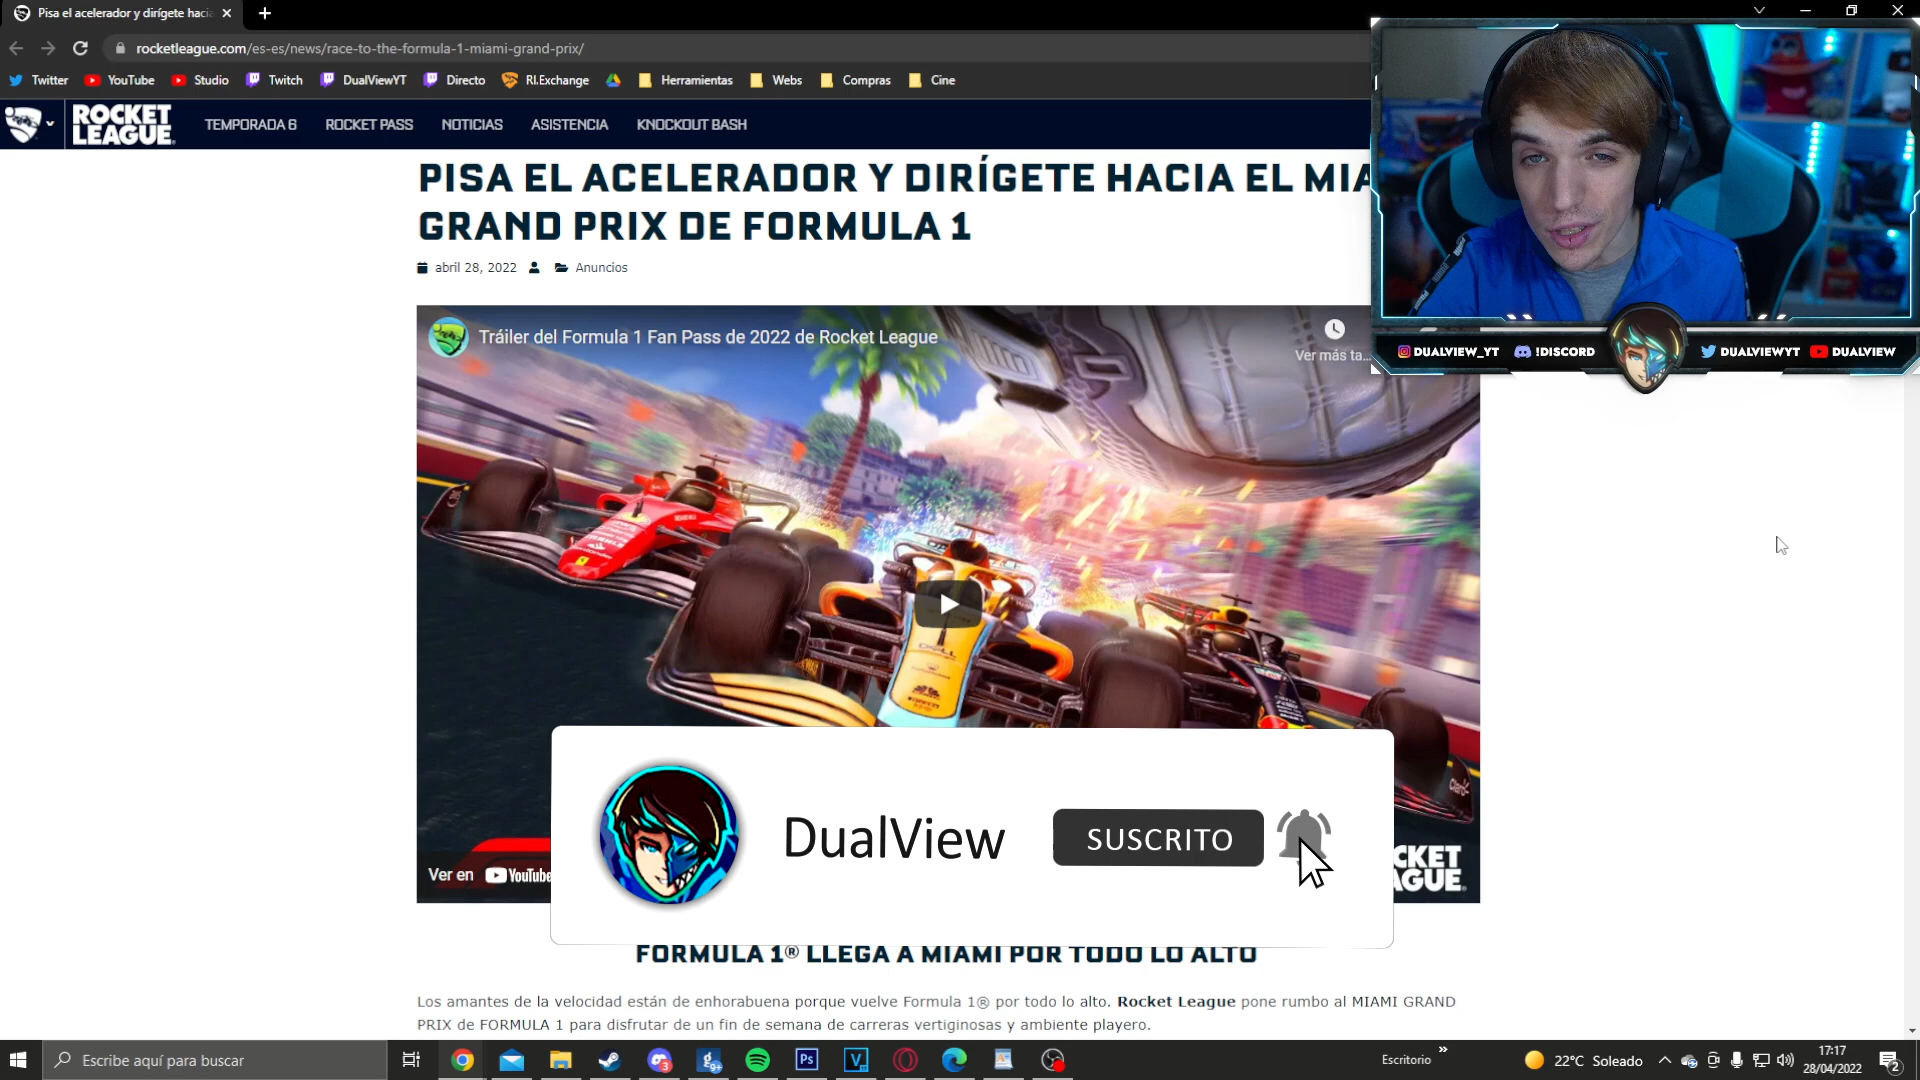 Pisa el acelerador y dirígete haci
rocketleague.com/es-es/news/race-to-the-formula-1-miami-grand-prix/
Twitter YouTube Studio Twitch DualViewYT Directo Rl.Exchange Herramientas Webs Compras Cine
ROCKET LEAGUE
TEMPORADA 6 ROCKET PASS NOTICIAS ASISTENCIA KNOCKOUT BASH
PISA EL ACELERADOR Y DIRÍGETE HACIA EL MIA
GRAND PRIX DE FORMULA 1
abril 28, 2022 Anuncios
Tráiler del Formula 1 Fan Pass de 2022 de Rocket League
Ver más ta...
DUALVIEW_YT !DISCORD DUALVIEWYT DUALVIEW
DualView SUSCRITO
Ver en YouTube
CKET
AGUE
FORMULA 1® LLEGA A MIAMI POR TODO LO ALTO
Los amantes de la velocidad están de enhorabuena porque vuelve Formula 1® por todo lo alto. Rocket League pone rumbo al MIAMI GRAND
PRIX de FORMULA 1 para disfrutar de un fin de semana de carreras vertiginosas y ambiente playero.
Escribe aquí para buscar
Escritorio
22°C Soleado
17:17
28/04/2022